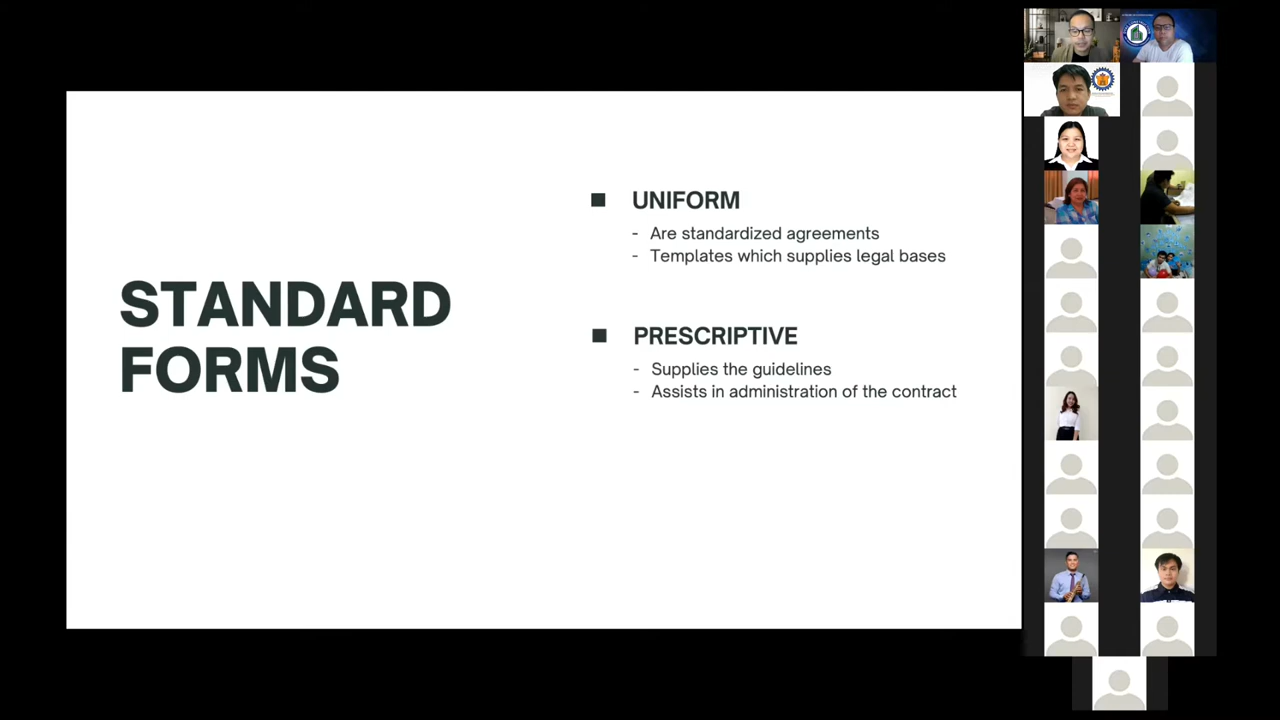 STANDARD
FORMS
■ UNIFORM
- Are standardized agreements
- Templates which supplies legal bases
■ PRESCRIPTIVE
- Supplies the guidelines
- Assists in administration of the contract